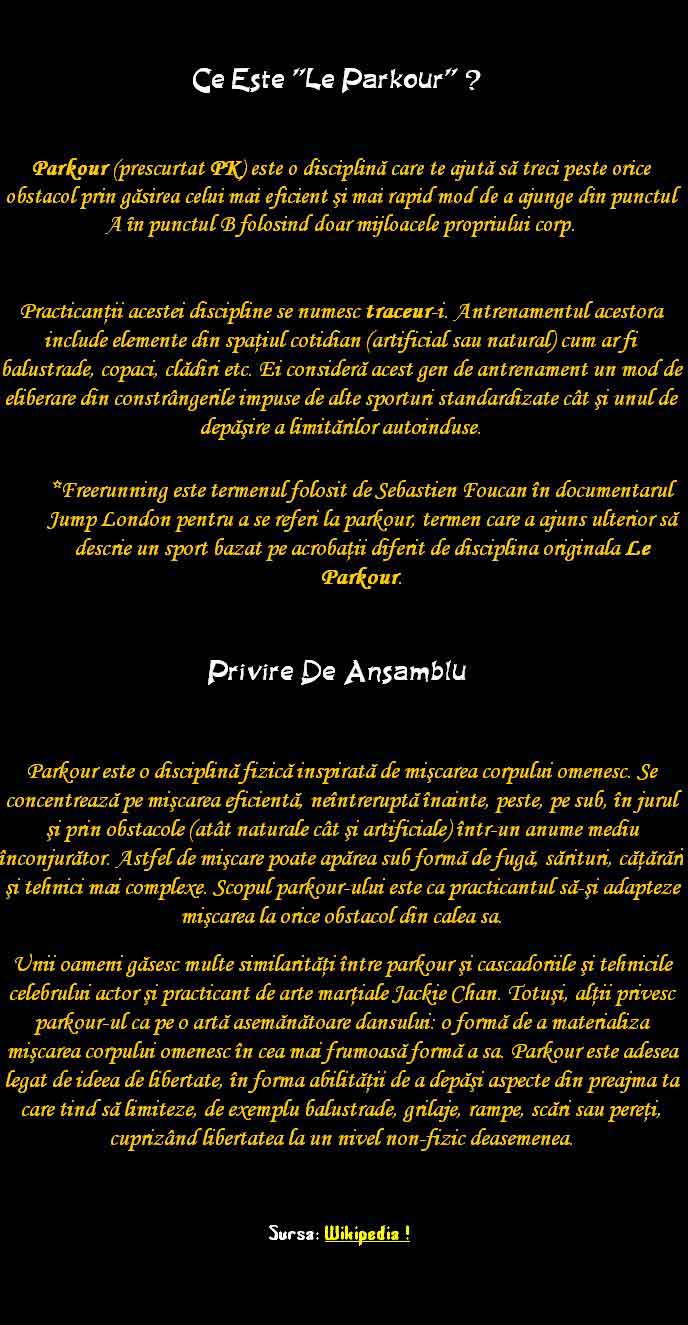 Ce Este "Le Parkour" ?
Parkour (prescurtat PK) este o disciplină care te ajută să treci peste orice
obstacol prin găsirea celui mai eficient şi mai rapid mod de a ajunge din punctul
A în punctul B folosind doar mijloacele propriului corp.
Practicanţii acestei discipline se numesc traceur-i. Antrenamentul acestora
include elemente din spaţiul cotidian (artificial sau natural) cum ar fi
balustrade, copaci, clădiri etc. Ei consideră acest gen de antrenament un mod de
eliberare din constrângerile impuse de alte sporturi standardizate cât şi unul de
depăşire a limitărilor autoinduse.
*Freerunning este termenul folosit de Sebastien Foucan în documentarul
Jump London pentru a se referi la parkour, termen care a ajuns ulterior să
descrie un sport bazat pe acrobaţii diferit de disciplina originala Le
Parkour.
Privire De Ansamblu
Parkour este o disciplină fizică inspirată de mişcarea corpului omenesc. Se
concentrează pe mişcarea eficientă, neîntreruptă înainte, peste, pe sub, în jurul
şi prin obstacole (atât naturale cât şi artificiale) într-un anume mediu
înconjurător. Astfel de mişcare poate apărea sub formă de fugă, sărituri, căţărări
şi tehnici mai complexe. Scopul parkour-ului este ca practicantul să-şi adapteze
mişcarea la orice obstacol din calea sa.
Unii oameni găsesc multe similarităţi între parkour şi cascadoriile şi tehnicile
celebrului actor şi practicant de arte marţiale Jackie Chan. Totuşi, alţii privesc
parkour-ul ca pe o artă asemănătoare dansului: o formă de a materializa
mişcarea corpului omenesc în cea mai frumoasă formă a sa. Parkour este adesea
legat de ideea de libertate, în forma abilităţii de a depăşi aspecte din preajma ta
care tind să limiteze, de exemplu balustrade, grilaje, rampe, scări sau pereţi,
cuprizând libertatea la un nivel non-fizic deasemenea.
Sursa: Wikipedia !